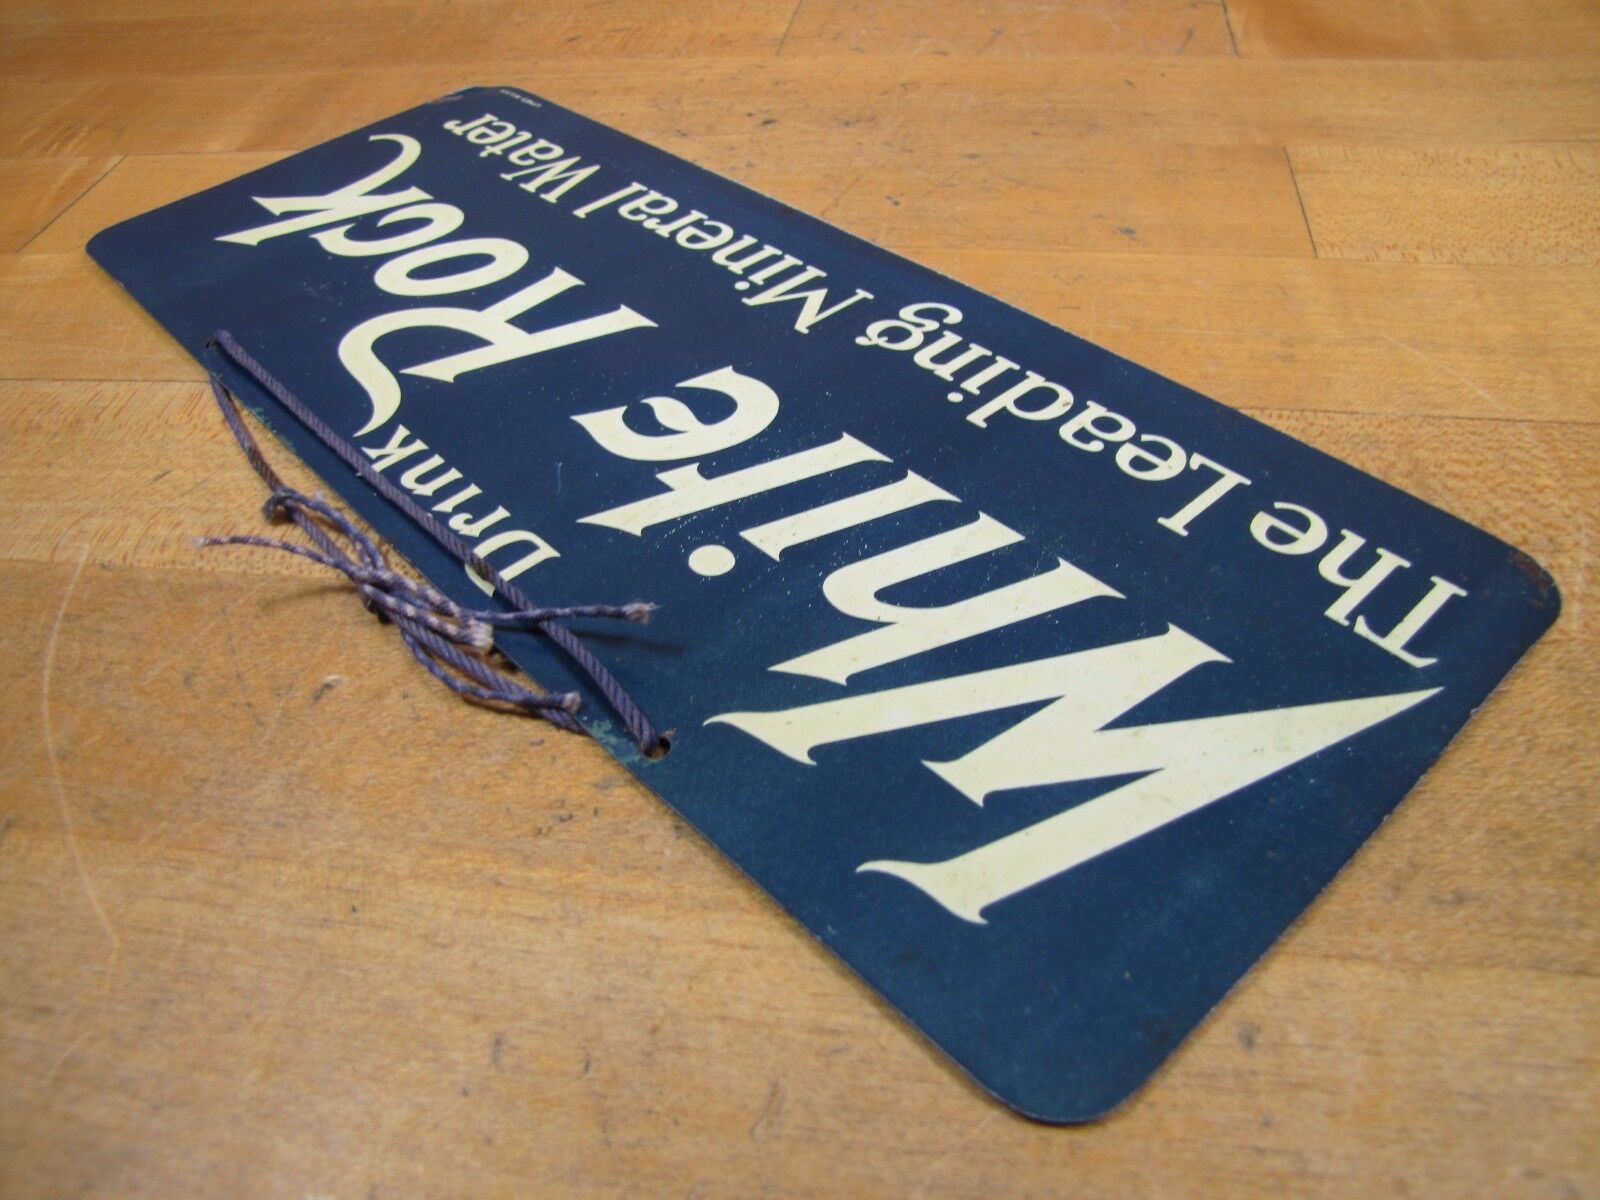 Drink
White Rock
The Leading Mineral Water